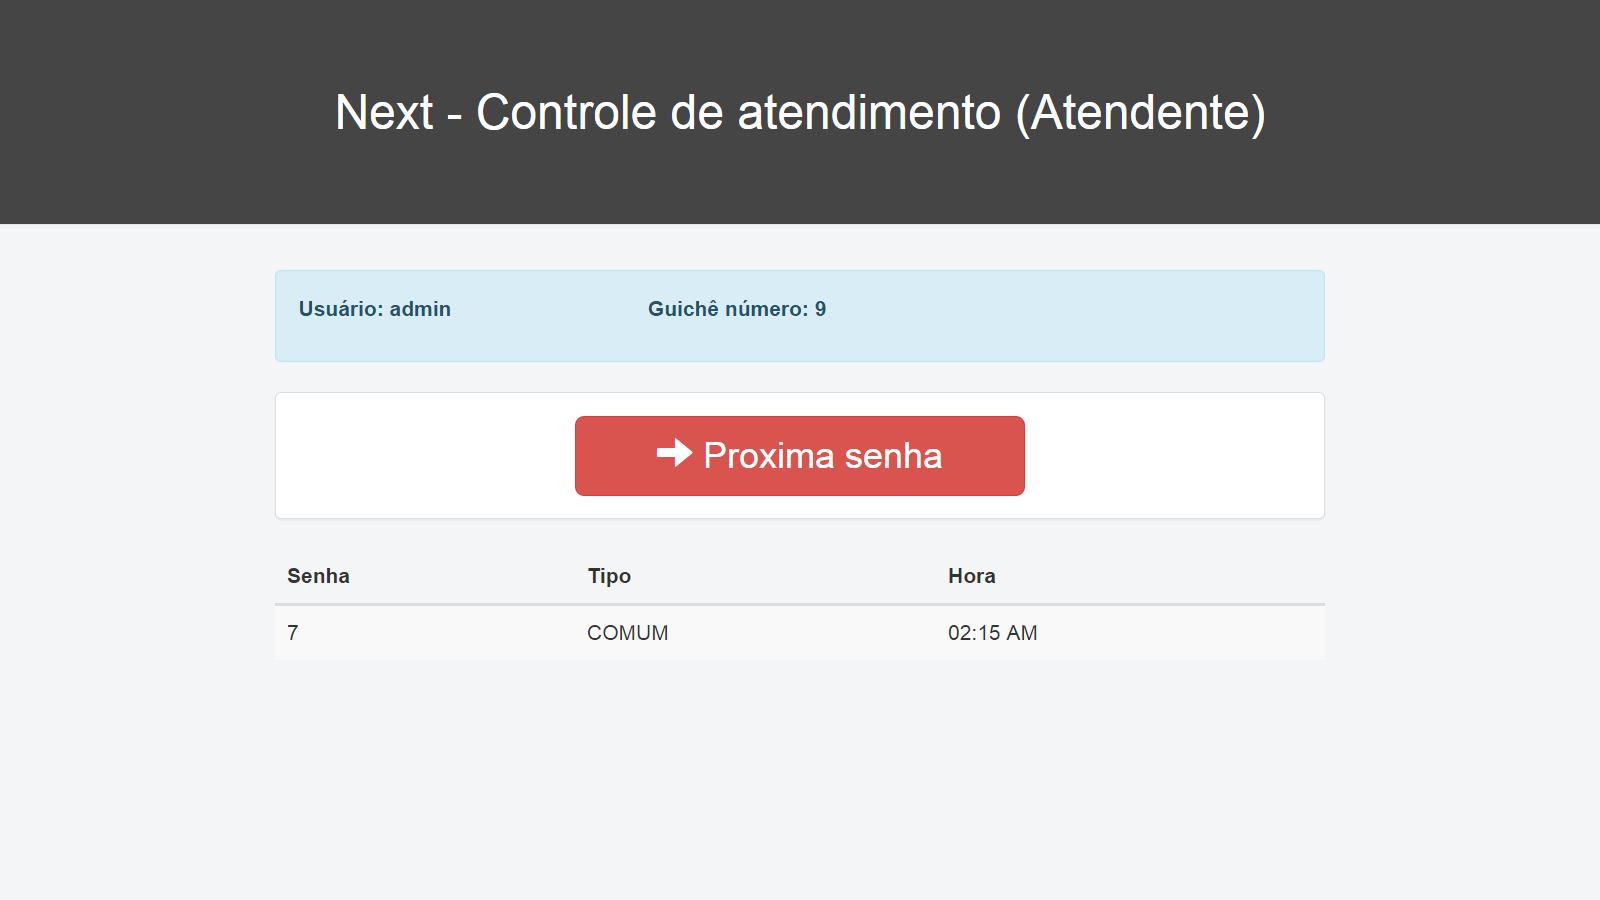 Next - Controle de atendimento (Atendente)
Usuário: admin Guichê número: 9
Proxima senha
Senha Tipo Hora
7 COMUM 02:15 AM